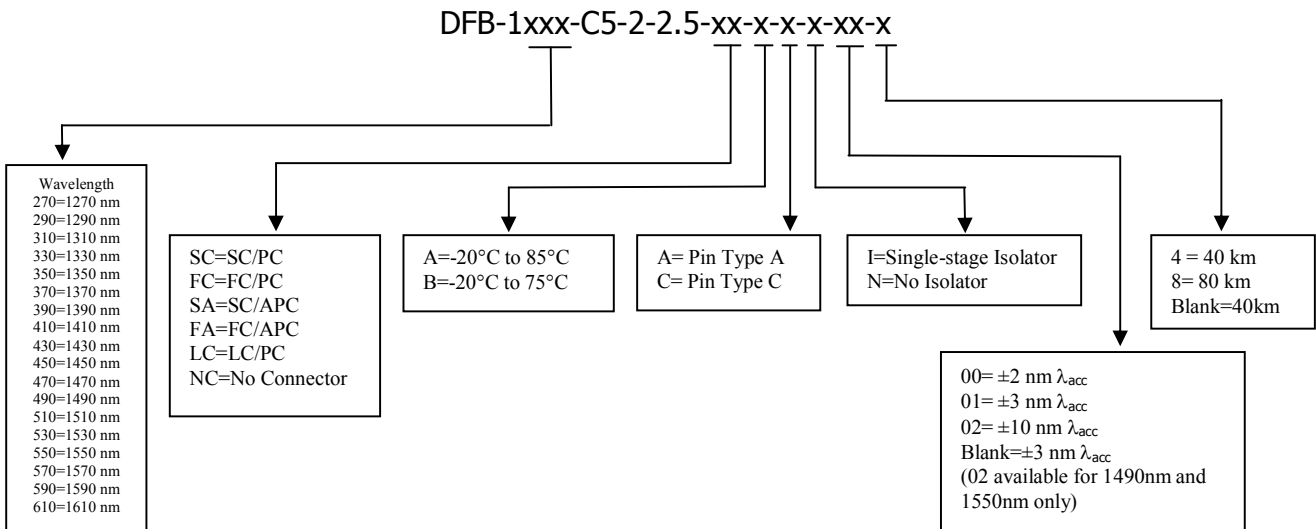 DFB-1xxx-C5-2-2.5-xx-x-x-x-xx-x
Wavelength
270=1270 nm
290=1290 nm
310=1310 nm
330=1330 nm
350=1350 nm
370=1370 nm
390=1390 nm
410=1410 nm
430=1430 nm
450=1450 nm
470=1470 nm
490=1490 nm
510=1510 nm
530=1530 nm
550=1550 nm
570=1570 nm
590=1590 nm
610=1610 nm
SC=SC/PC
FC=FC/PC
SA=SC/APC
FA=FC/APC
LC=LC/PC
NC=No Connector
A=-20°C to 85°C
B=-20°C to 75°C
A= Pin Type A
C= Pin Type C
I=Single-stage Isolator
N=No Isolator
00= ±2 nm λacc
01= ±3 nm λacc
02= ±10 nm λacc
Blank=±3 nm λacc
(02 available for 1490nm and
1550nm only)
4 = 40 km
8= 80 km
Blank=40km